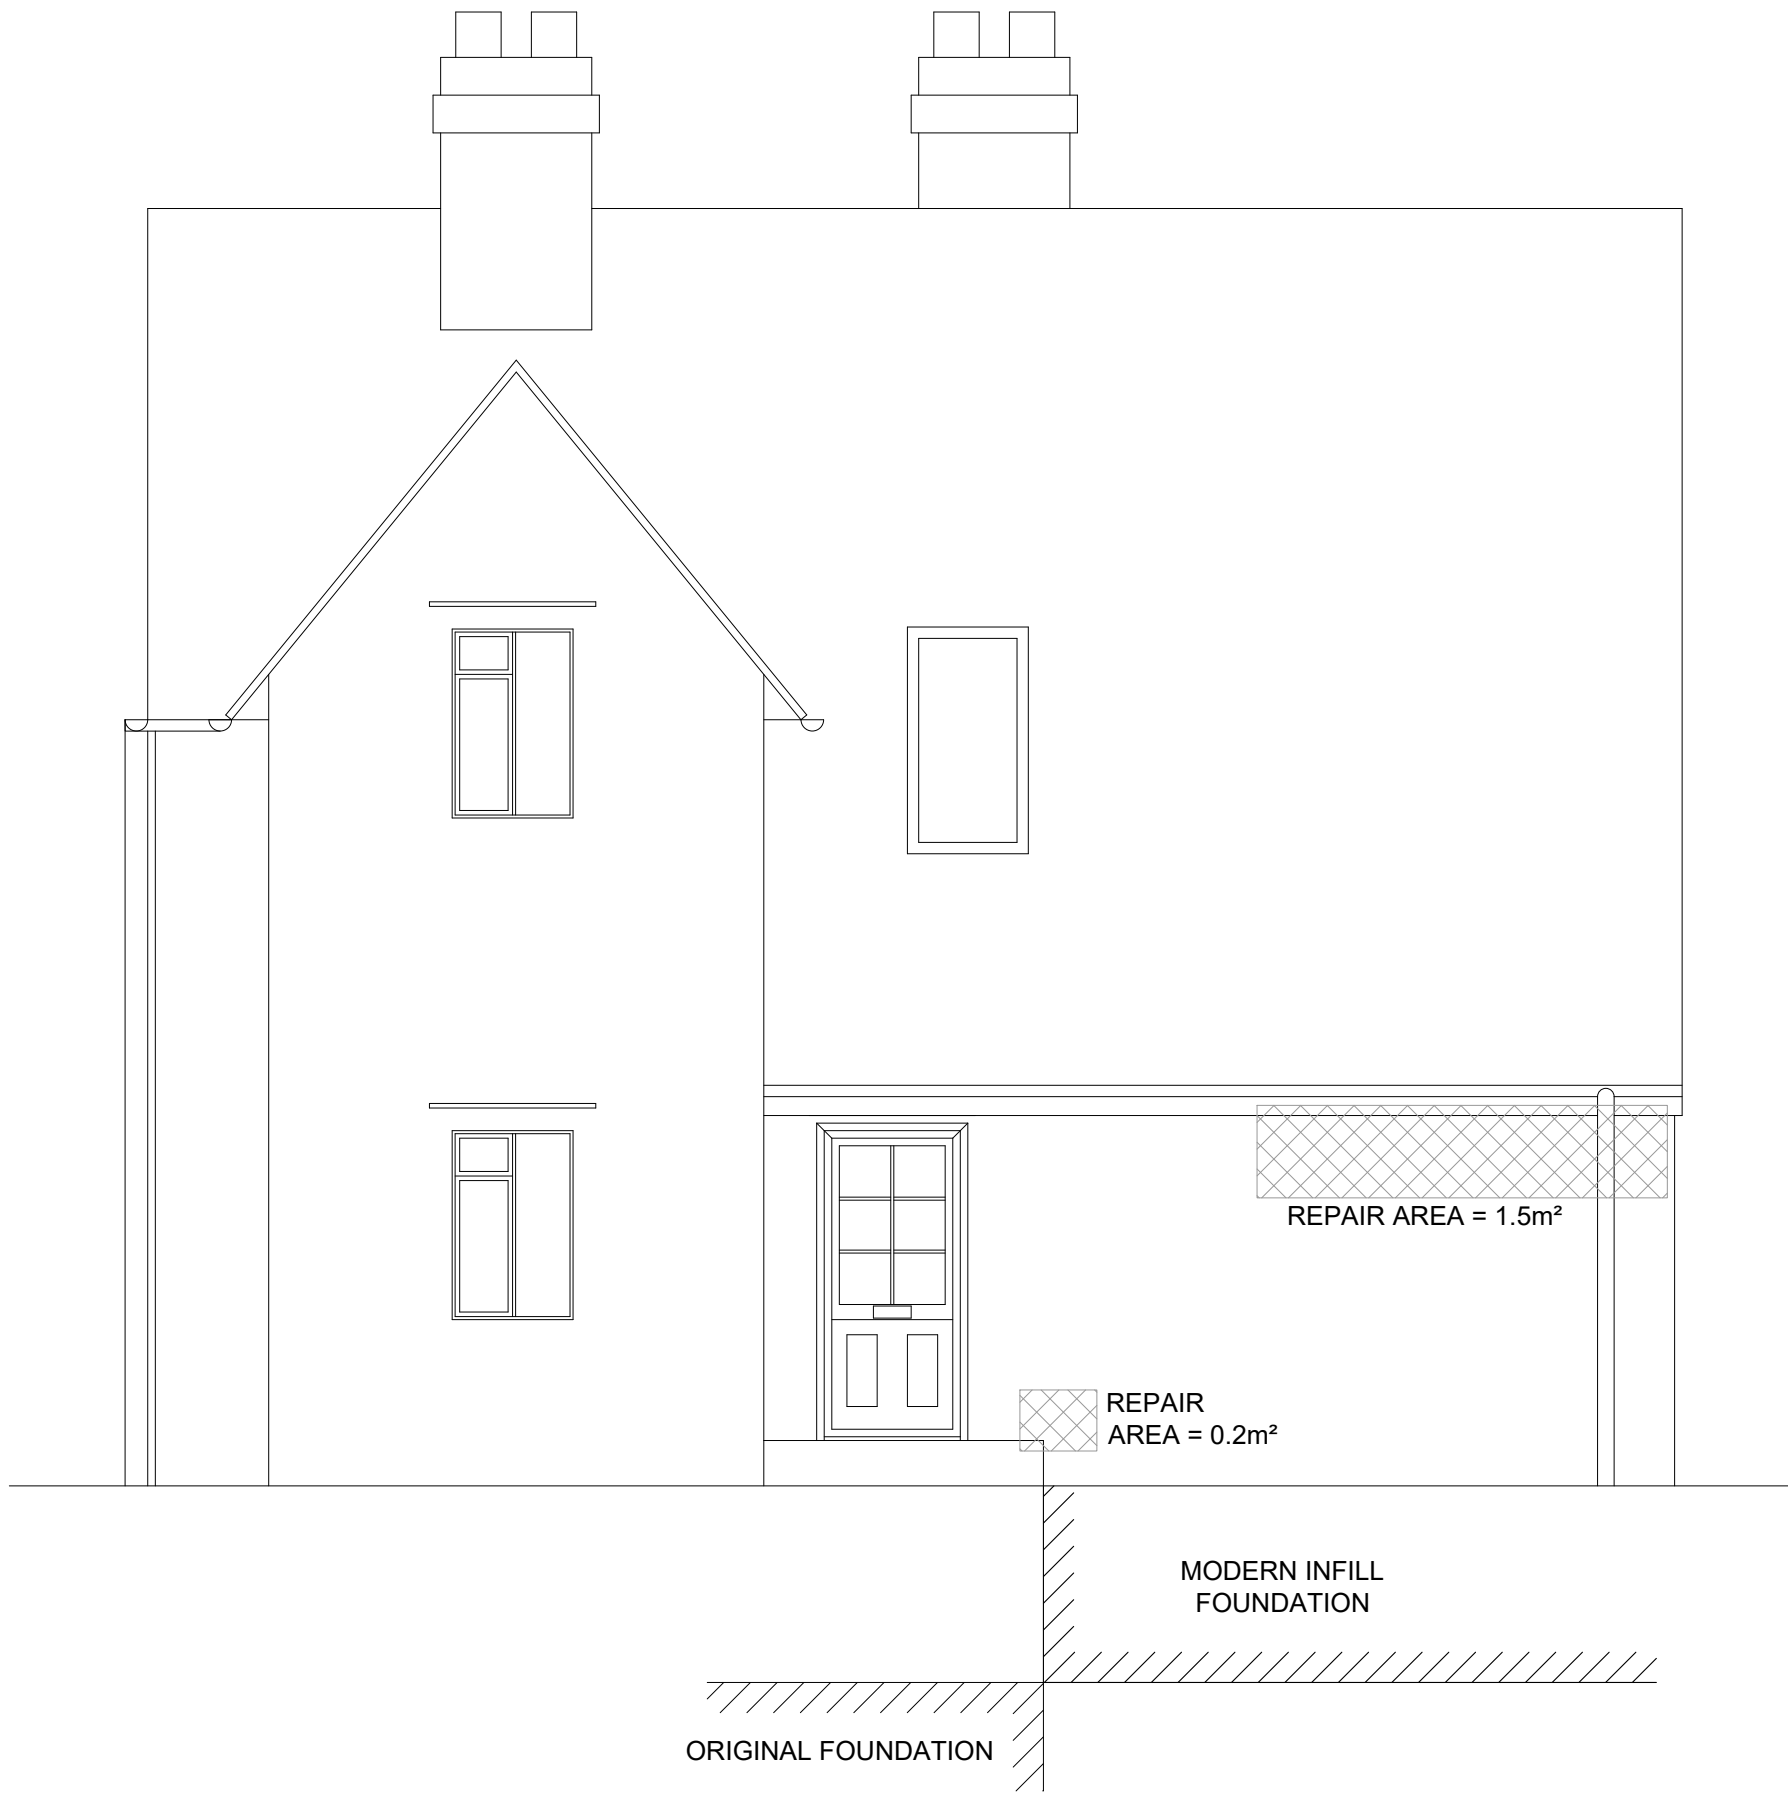 REPAIR AREA = 1.5m²
REPAIR
AREA = 0.2m²
MODERN INFILL
FOUNDATION
ORIGINAL FOUNDATION